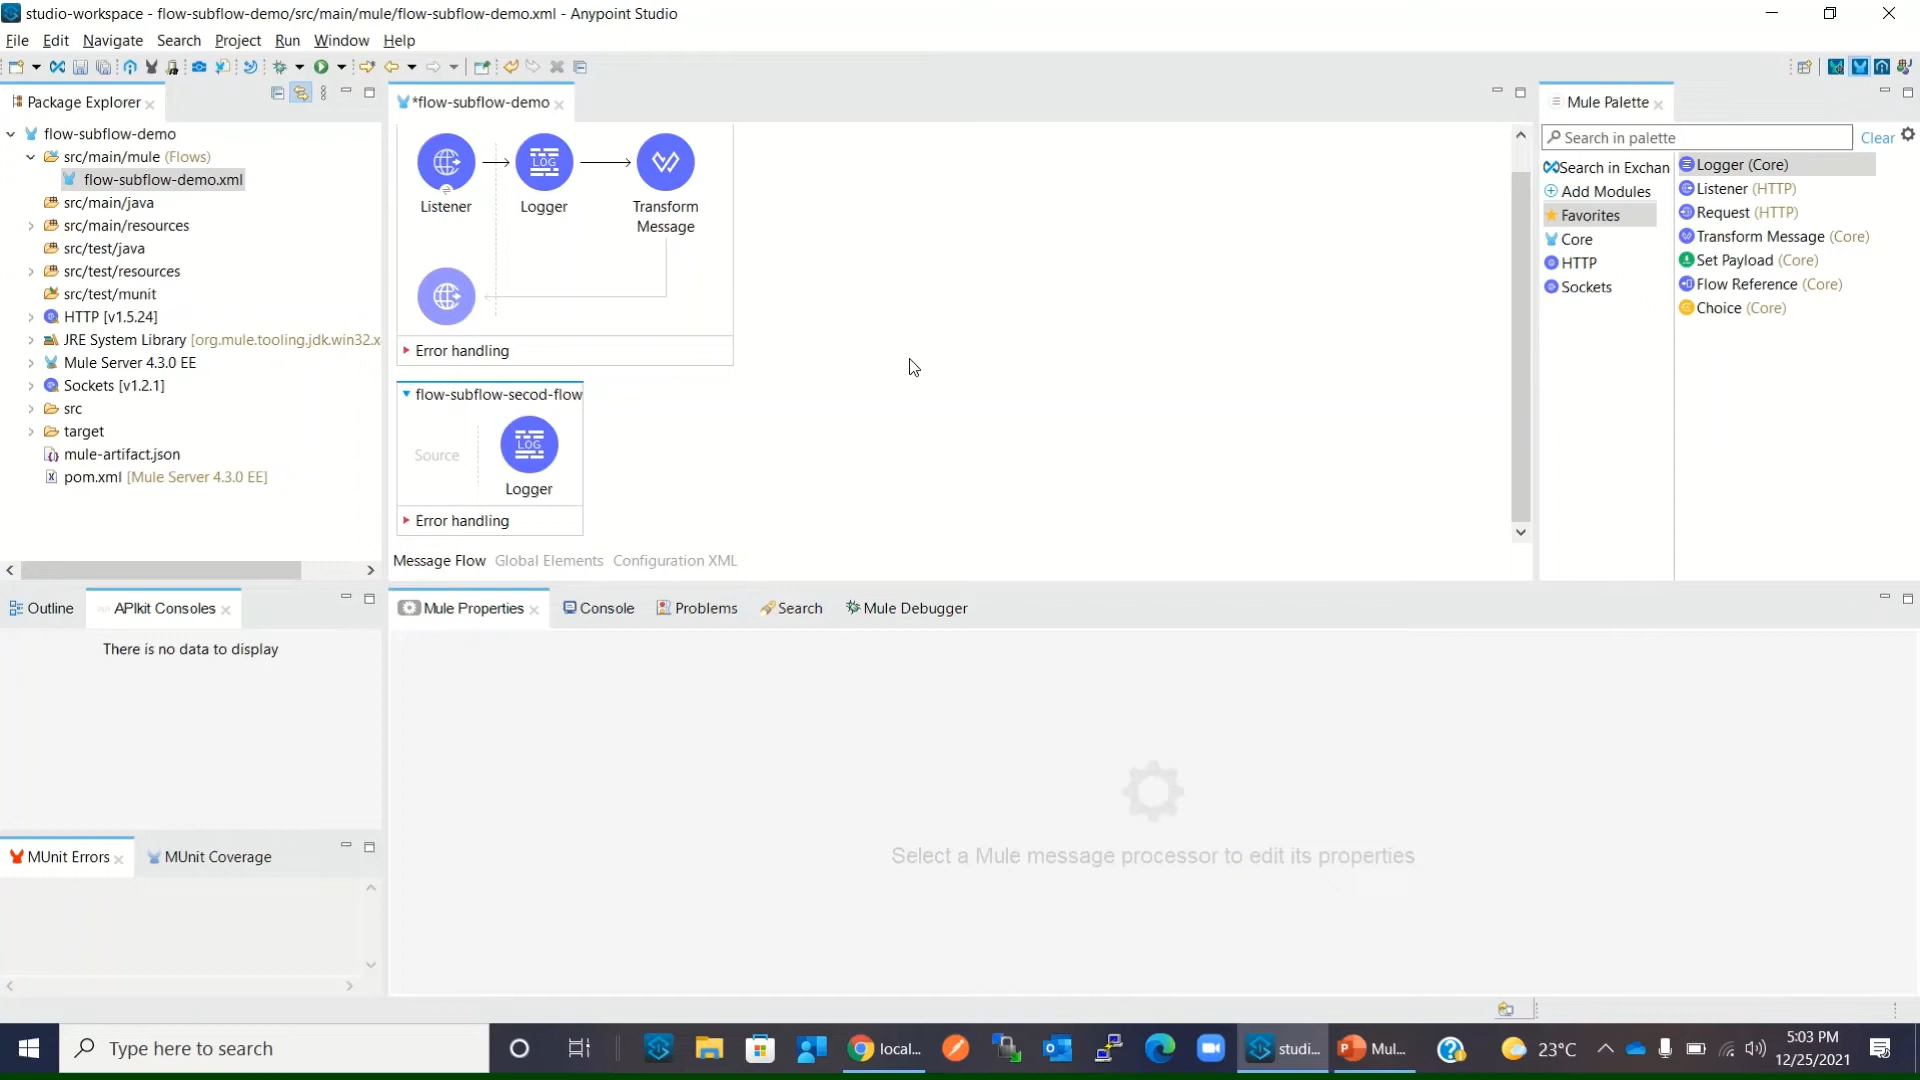 studio-workspace - flow-subflow-demo/src/main/mule/flow-subflow-demo.xml - Anypoint Studio
File Edit Navigate Search Project Run Window Help
Package Explorer
flow-subflow-demo
src/main/mule (Flows)
flow-subflow-demo.xml
src/main/java
src/main/resources
src/test/java
src/test/resources
src/test/munit
HTTP [v1.5.24]
JRE System Library [org.mule.tooling.jdk.win32.x
Mule Server 4.3.0 EE
Sockets [v1.2.1]
src
target
mule-artifact.json
pom.xml [Mule Server 4.3.0 EE]
*flow-subflow-demo
LOG
Listener Logger Transform Message
Error handling
flow-subflow-secod-flow
Source
LOG
Logger
Error handling
Message Flow Global Elements Configuration XML
Mule Palette
Search in palette Clear
Search in Exchan
Add Modules
Favorites
Core
HTTP
Sockets
Logger (Core)
Listener (HTTP)
Request (HTTP)
Transform Message (Core)
Set Payload (Core)
Flow Reference (Core)
Choice (Core)
Outline APIkit Consoles
There is no data to display
MUnit Errors MUnit Coverage
Mule Properties Console Problems Search Mule Debugger
Select a Mule message processor to edit its properties
Type here to search
local...
studi...
Mul...
23°C
5:03 PM
12/25/2021